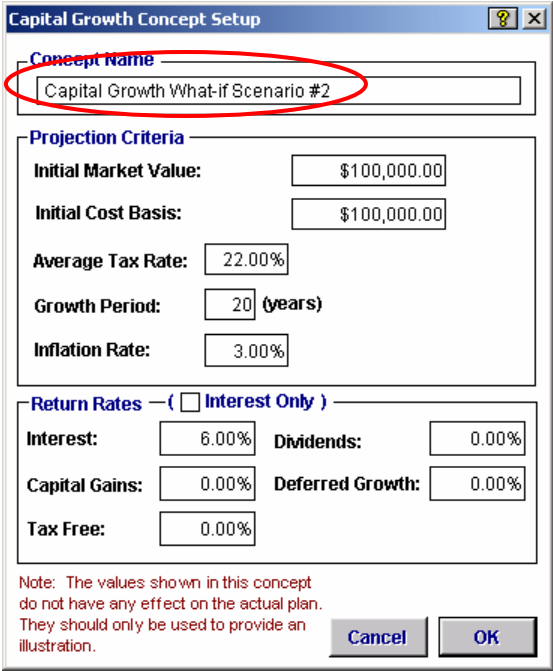 Capital Growth Concept Setup ?
Concept Name
Capital Growth What-if Scenario #2
Projection Criteria
Initial Market Value: $100,000.00
Initial Cost Basis: $100,000.00
Average Tax Rate: 22.00%
Growth Period: 20 (years)
Inflation Rate: 3.00%
Return Rates ( Interest Only )
Interest: 6.00% Dividends: 0.00%
Capital Gains: 0.00% Deferred Growth: 0.00%
Tax Free: 0.00%
Note: The values shown in this concept
do not have any effect on the actual plan.
They should only be used to provide an
illustration.
Cancel OK